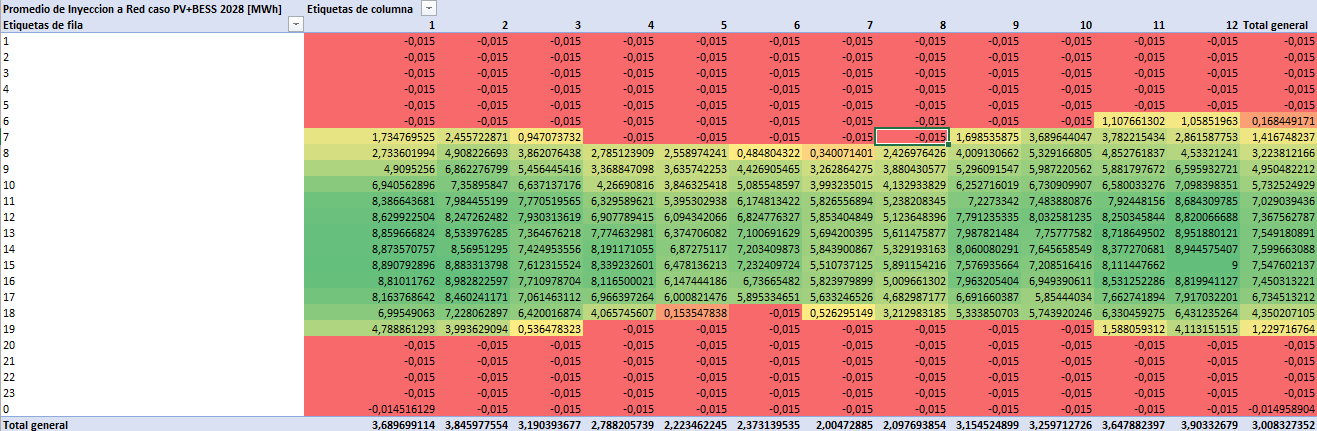 Promedio de Inyeccion a Red caso PV+BESS 2028 [MWh] Etiquetas de columna
Etiquetas de fila 1 2 3 4 5 6 7 8 9 10 11 12 Total general
1 -0,015 -0,015 -0,015 -0,015 -0,015 -0,015 -0,015 -0,015 -0,015 -0,015 -0,015 -0,015 -0,015
2 -0,015 -0,015 -0,015 -0,015 -0,015 -0,015 -0,015 -0,015 -0,015 -0,015 -0,015 -0,015 -0,015
3 -0,015 -0,015 -0,015 -0,015 -0,015 -0,015 -0,015 -0,015 -0,015 -0,015 -0,015 -0,015 -0,015
4 -0,015 -0,015 -0,015 -0,015 -0,015 -0,015 -0,015 -0,015 -0,015 -0,015 -0,015 -0,015 -0,015
5 -0,015 -0,015 -0,015 -0,015 -0,015 -0,015 -0,015 -0,015 -0,015 -0,015 -0,015 -0,015 -0,015
6 -0,015 -0,015 -0,015 -0,015 -0,015 -0,015 -0,015 -0,015 -0,015 -0,015 1,107661302 1,05851963 0,168449171
7 1,734769525 2,455722871 0,947073732 -0,015 -0,015 -0,015 -0,015 -0,015 1,698535875 3,689644047 3,782215434 2,861587753 1,416748237
8 2,733601994 4,908226693 3,862076438 2,785123909 2,558974241 0,484804322 0,340071401 2,426976426 4,009130662 5,329166805 4,852761837 4,53321241 3,223812166
9 4,9095256 6,862276799 5,456445416 3,368847098 3,635742253 4,426905465 3,262864275 3,880430577 5,296091547 5,987220562 5,881797672 6,595932721 4,950482212
10 6,940562896 7,35895847 6,637137176 4,26690816 3,846325418 5,085548597 3,993235015 4,132933829 6,252716019 6,730909907 6,580033276 7,098398351 5,732524929
11 8,386643681 7,984455199 7,770519565 6,329589621 5,395302938 6,174813422 5,826556894 5,238208345 7,2273342 7,483880876 7,92448156 8,684309785 7,029039436
12 8,629922504 8,247262482 7,930313619 6,907789415 6,094342066 6,824776327 5,853404849 5,123648396 7,791235335 8,032581235 8,250345844 8,820066688 7,367562787
13 8,859666824 8,533976285 7,364676218 7,774632981 6,374706082 7,100691629 5,694200395 5,611475877 7,987821484 7,75777582 8,718649502 8,951880121 7,549180891
14 8,873570757 8,56951295 7,424953556 8,191171055 6,87275117 7,203409873 5,843900867 5,329193163 8,060080291 7,645658549 8,377270681 8,944575407 7,599663088
15 8,890792896 8,883313798 7,612315524 8,339232601 6,478136213 7,232409724 5,510737125 5,891154216 7,576935664 7,208516416 8,111447662 9 7,547602137
16 8,81011762 8,982822597 7,710978704 8,116500021 6,147444186 6,73665482 5,823979899 5,009661302 7,963205404 6,949390611 8,531252286 8,819941127 7,450313221
17 8,163768642 8,460241171 7,061463112 6,966397264 6,000821476 5,895334651 5,633246526 4,682987177 6,691660387 5,85444034 7,662741894 7,917032201 6,734513212
18 6,99549063 7,228062897 6,420016874 4,065745607 0,153547838 -0,015 0,526295149 3,212983185 5,333850703 5,743920246 6,330459275 6,431235264 4,350207105
19 4,788861293 3,993629094 0,536478323 -0,015 -0,015 -0,015 -0,015 -0,015 -0,015 -0,015 1,588059312 4,113151515 1,229716764
20 -0,015 -0,015 -0,015 -0,015 -0,015 -0,015 -0,015 -0,015 -0,015 -0,015 -0,015 -0,015 -0,015
21 -0,015 -0,015 -0,015 -0,015 -0,015 -0,015 -0,015 -0,015 -0,015 -0,015 -0,015 -0,015 -0,015
22 -0,015 -0,015 -0,015 -0,015 -0,015 -0,015 -0,015 -0,015 -0,015 -0,015 -0,015 -0,015 -0,015
23 -0,015 -0,015 -0,015 -0,015 -0,015 -0,015 -0,015 -0,015 -0,015 -0,015 -0,015 -0,015 -0,015
0 -0,014516129 -0,015 -0,015 -0,015 -0,015 -0,015 -0,015 -0,015 -0,015 -0,015 -0,015 -0,015 -0,014958904
Total general 3,689699114 3,845977554 3,190393677 2,788205739 2,223462245 2,373139535 2,00472885 2,097693854 3,154524899 3,259712726 3,647882397 3,90332679 3,008327352